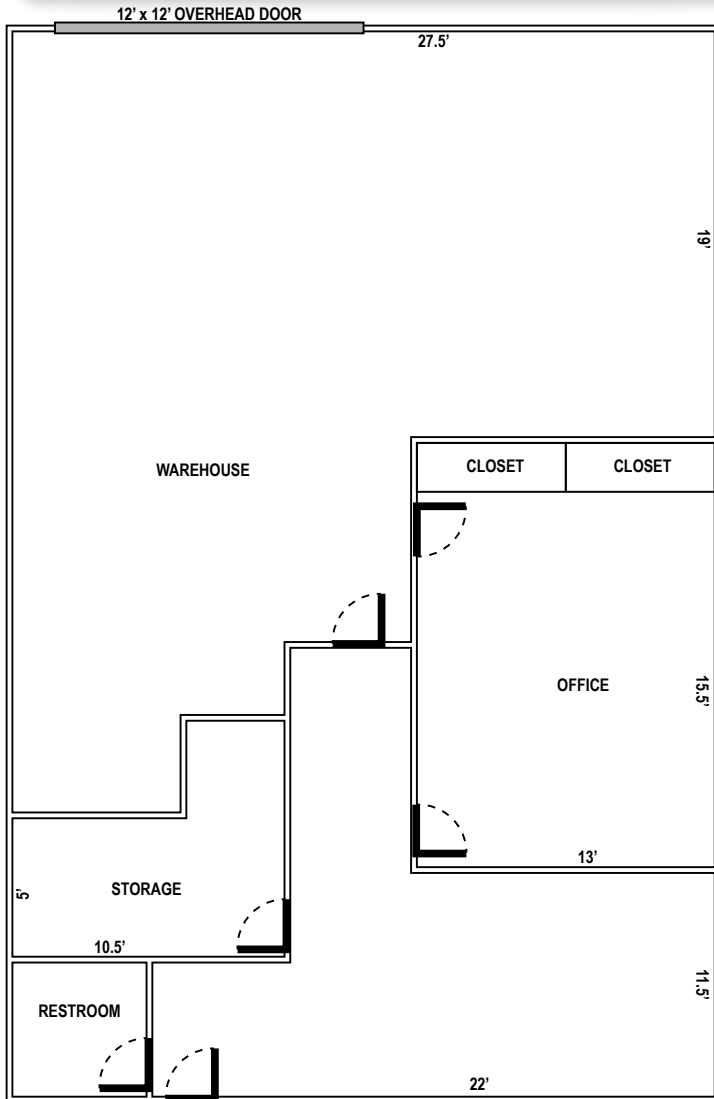 12’ x 12’ OVERHEAD DOOR
27.5’
19’
WAREHOUSE
CLOSET
CLOSET
OFFICE
15.5’
13’
5’
STORAGE
10.5’
RESTROOM
11.5’
22’